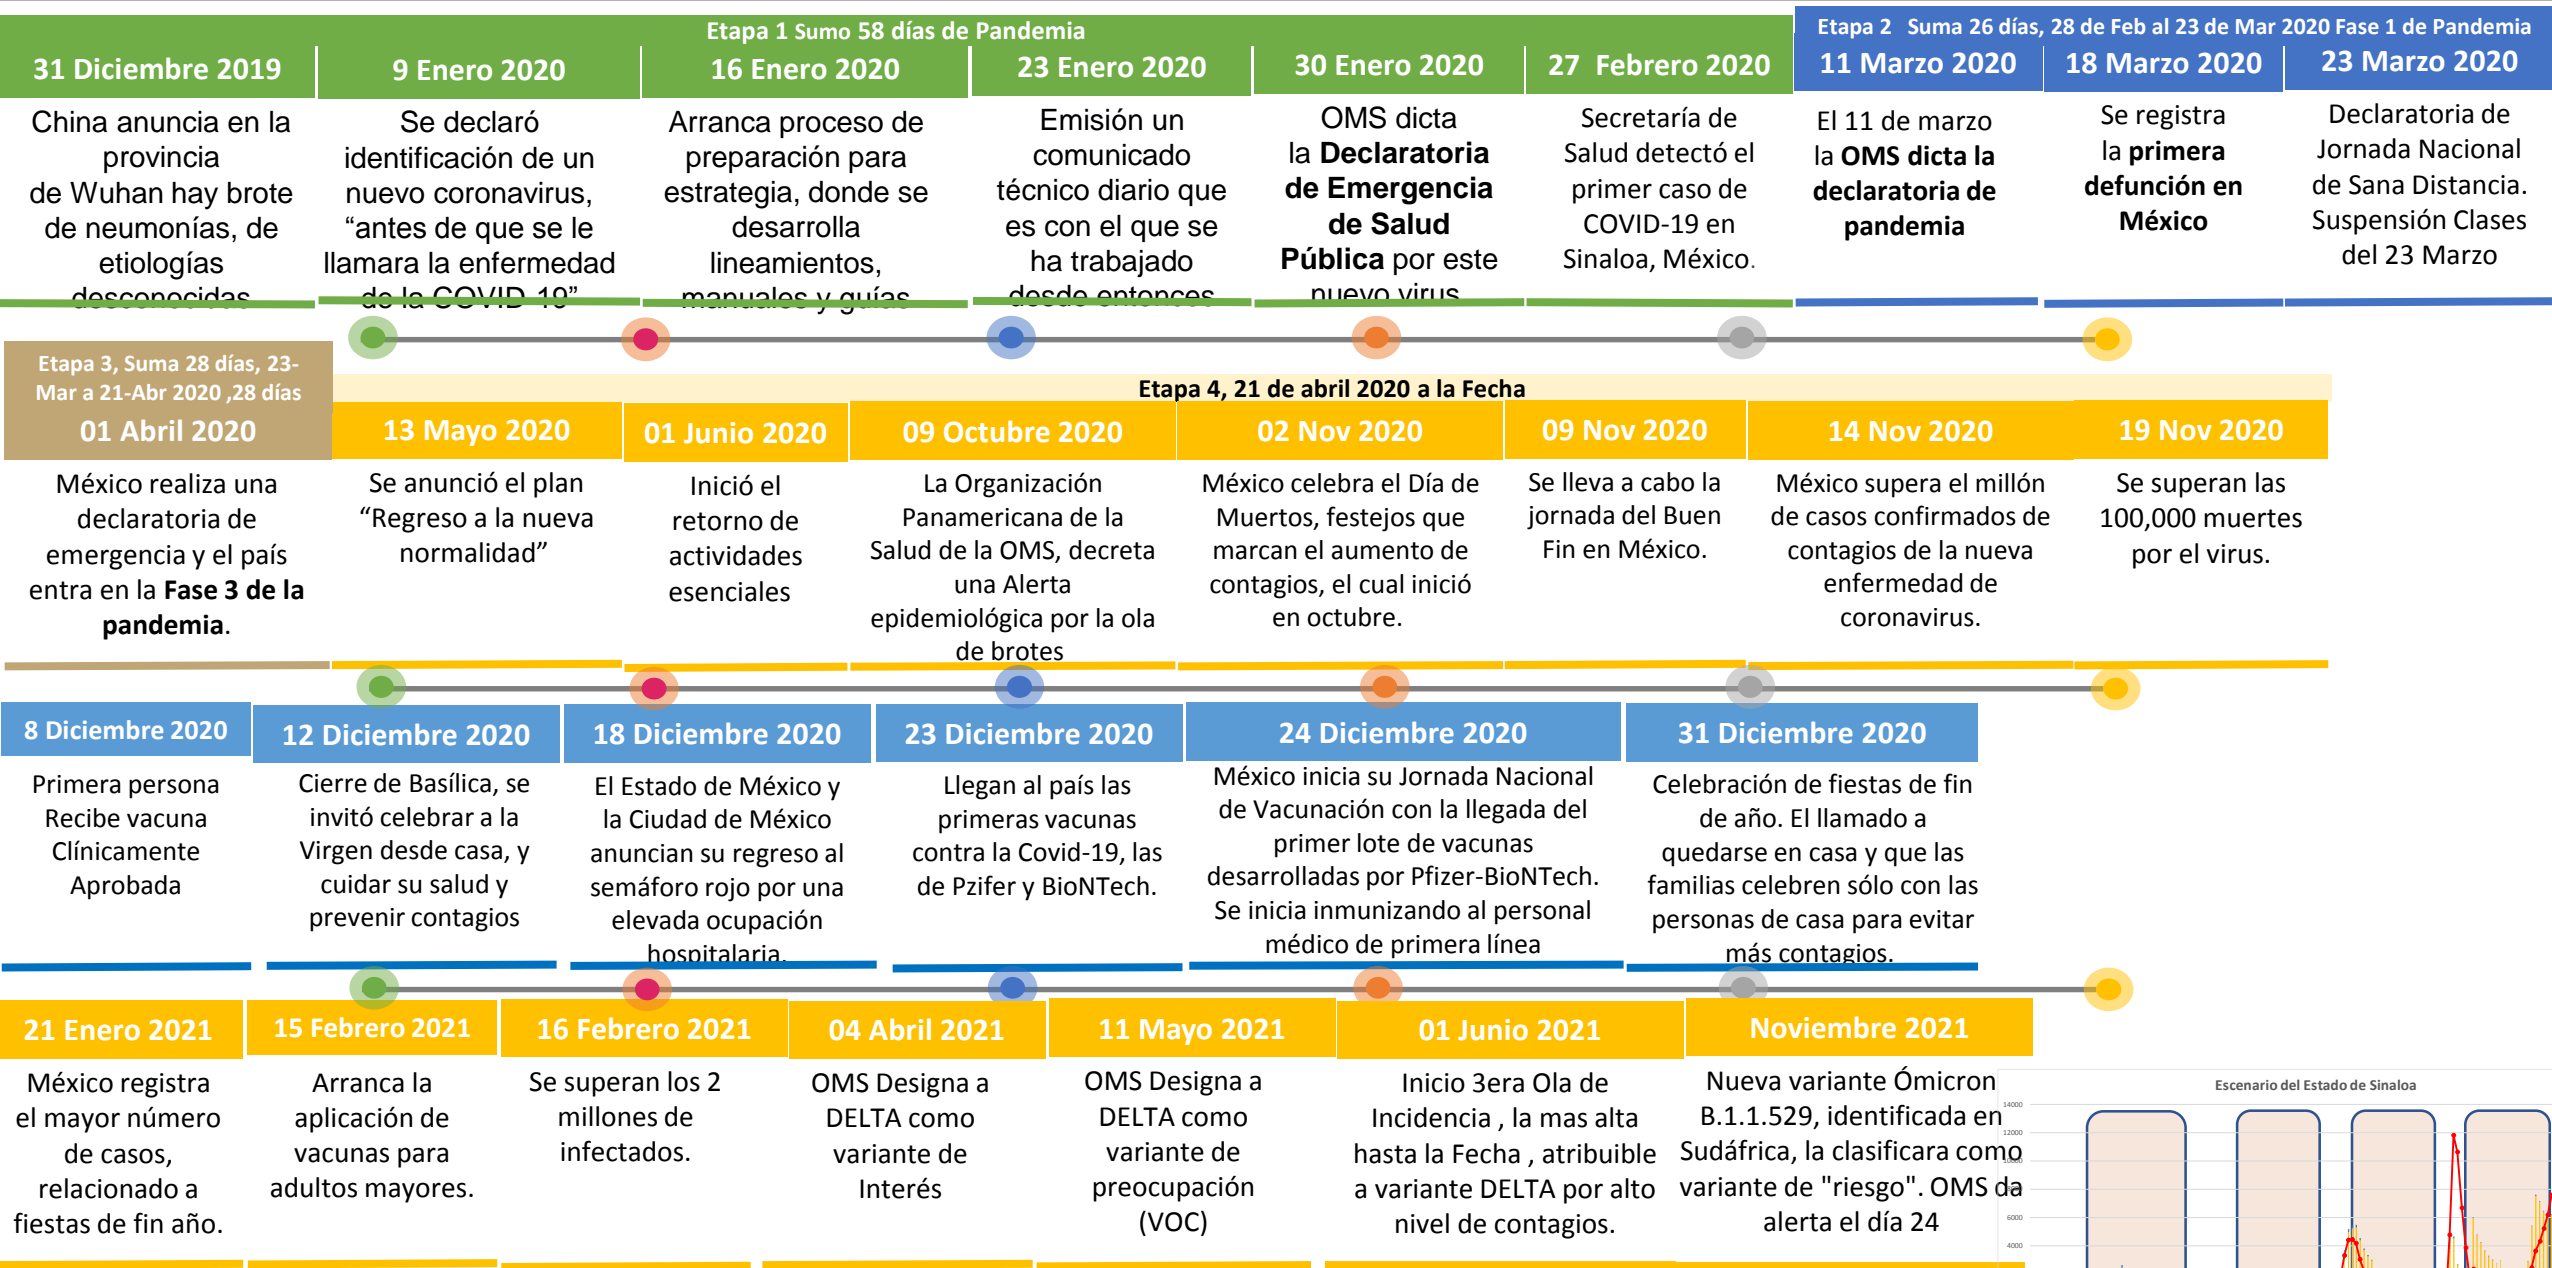 Etapa 1 Sumo 58 días de Pandemia
Etapa 2 Suma 26 días, 28 de Feb al 23 de Mar 2020 Fase 1 de Pandemia
31 Diciembre 2019
China anuncia en la
provincia
de Wuhan hay brote
de neumonías, de
etiologías
desconocidas
9 Enero 2020
Se declaró
identificación de un
nuevo coronavirus,
“antes de que se le
llamara la enfermedad
de la COVID-19”
16 Enero 2020
Arranca proceso de
preparación para
estrategia, donde se
desarrolla
lineamientos,
manuales y guías
23 Enero 2020
Emisión un
comunicado
técnico diario que
es con el que se
ha trabajado
desde entonces
30 Enero 2020
OMS dicta
la Declaratoria
de Emergencia
de Salud
Pública por este
nuevo virus
27 Febrero 2020
Secretaría de
Salud detectó el
primer caso de
COVID-19 en
Sinaloa, México.
11 Marzo 2020
El 11 de marzo
la OMS dicta la
declaratoria de
pandemia
18 Marzo 2020
Se registra
la primera
defunción en
México
23 Marzo 2020
Declaratoria de
Jornada Nacional
de Sana Distancia.
Suspensión Clases
del 23 Marzo
Etapa 3, Suma 28 días, 23-
Mar a 21-Abr 2020 ,28 días
Etapa 4, 21 de abril 2020 a la Fecha
01 Abril 2020
México realiza una
declaratoria de
emergencia y el país
entra en la Fase 3 de la
pandemia.
13 Mayo 2020
Se anunció el plan
“Regreso a la nueva
normalidad”
01 Junio 2020
Inició el
retorno de
actividades
esenciales
09 Octubre 2020
La Organización
Panamericana de la
Salud de la OMS, decreta
una Alerta
epidemiológica por la ola
de brotes
02 Nov 2020
México celebra el Día de
Muertos, festejos que
marcan el aumento de
contagios, el cual inició
en octubre.
09 Nov 2020
Se lleva a cabo la
jornada del Buen
Fin en México.
14 Nov 2020
México supera el millón
de casos confirmados de
contagios de la nueva
enfermedad de
coronavirus.
19 Nov 2020
Se superan las
100,000 muertes
por el virus.
8 Diciembre 2020
Primera persona
Recibe vacuna
Clínicamente
Aprobada
12 Diciembre 2020
Cierre de Basílica, se
invitó celebrar a la
Virgen desde casa, y
cuidar su salud y
prevenir contagios
18 Diciembre 2020
El Estado de México y
la Ciudad de México
anuncian su regreso al
semáforo rojo por una
elevada ocupación
hospitalaria.
23 Diciembre 2020
Llegan al país las
primeras vacunas
contra la Covid-19, las
de Pzifer y BioNTech.
24 Diciembre 2020
México inicia su Jornada Nacional
de Vacunación con la llegada del
primer lote de vacunas
desarrolladas por Pfizer-BioNTech.
Se inicia inmunizando al personal
médico de primera línea
31 Diciembre 2020
Celebración de fiestas de fin
de año. El llamado a
quedarse en casa y que las
familias celebren sólo con las
personas de casa para evitar
más contagios.
21 Enero 2021
México registra
el mayor número
de casos,
relacionado a
fiestas de fin año.
15 Febrero 2021
Arranca la
aplicación de
vacunas para
adultos mayores.
16 Febrero 2021
Se superan los 2
millones de
infectados.
04 Abril 2021
OMS Designa a
DELTA como
variante de
Interés
11 Mayo 2021
OMS Designa a
DELTA como
variante de
preocupación
(VOC)
01 Junio 2021
Inicio 3era Ola de
Incidencia , la mas alta
hasta la Fecha , atribuible
a variante DELTA por alto
nivel de contagios.
Noviembre 2021
Nueva variante Ómicron
B.1.1.529, identificada en
Sudáfrica, la clasificara como
variante de "riesgo". OMS da
alerta el día 24
Escenario del Estado de Sinaloa
14000
12000
10000
8000
6000
4000